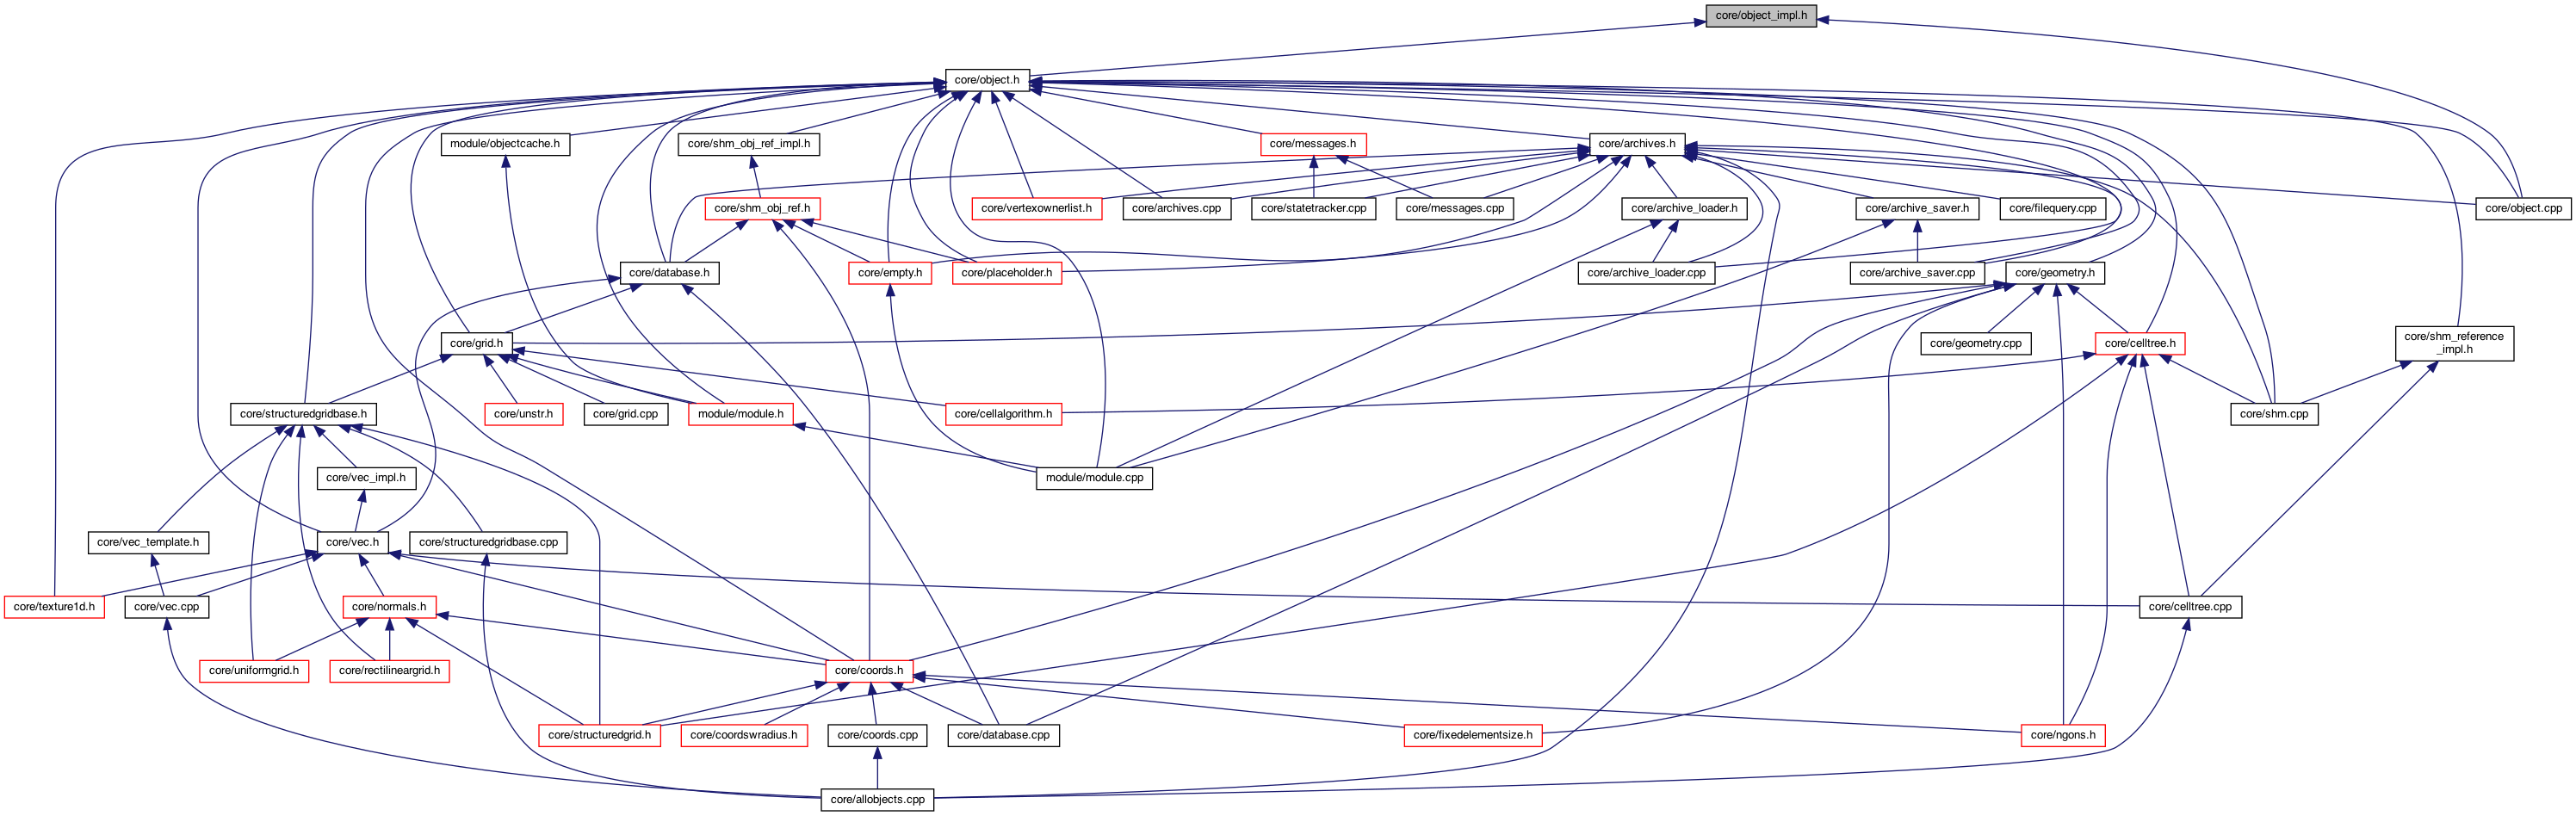 core/object_impl.h
core/object.h
module/objectcache.h
core/shm_obj_ref_impl.h
core/messages.h
core/archives.h
core/shm_obj_ref.h
core/vertexownerlist.h
core/archives.cpp
core/statetracker.cpp
core/messages.cpp
core/archive_loader.h
core/archive_saver.h
core/filequery.cpp
core/object.cpp
core/database.h
core/empty.h
core/placeholder.h
core/archive_loader.cpp
core/archive_saver.cpp
core/geometry.h
core/grid.h
core/geometry.cpp
core/celltree.h
core/shm_reference
_impl.h
core/structuredgridbase.h
core/unstr.h
core/grid.cpp
module/module.h
core/cellalgorithm.h
core/shm.cpp
core/vec_impl.h
module/module.cpp
core/vec_template.h
core/vec.h
core/structuredgridbase.cpp
core/texture1d.h
core/vec.cpp
core/normals.h
core/celltree.cpp
core/uniformgrid.h
core/rectilineargrid.h
core/coords.h
core/structuredgrid.h
core/coordswradius.h
core/coords.cpp
core/database.cpp
core/fixedelementsize.h
core/ngons.h
core/allobjects.cpp